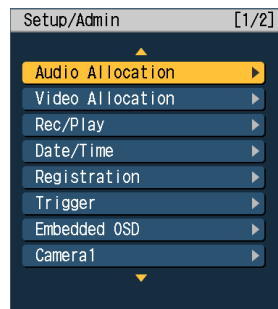 Setup/Admin [1/2]
Audio Allocation
Video Allocation
Rec/Play
Date/Time
Registration
Trigger
Embedded OSD
Camera1